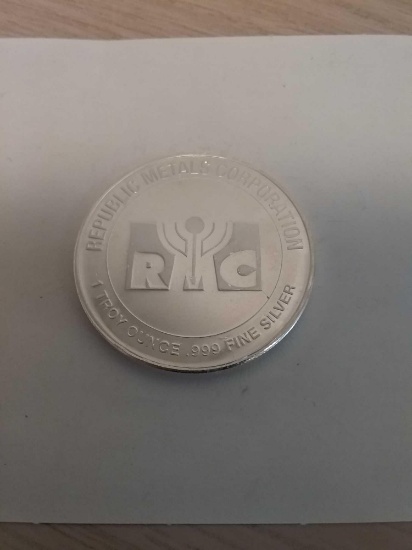 REPUBLIC METALS CORPORATION
RMC
1 TROY OUNCE .999 FINE SILVER